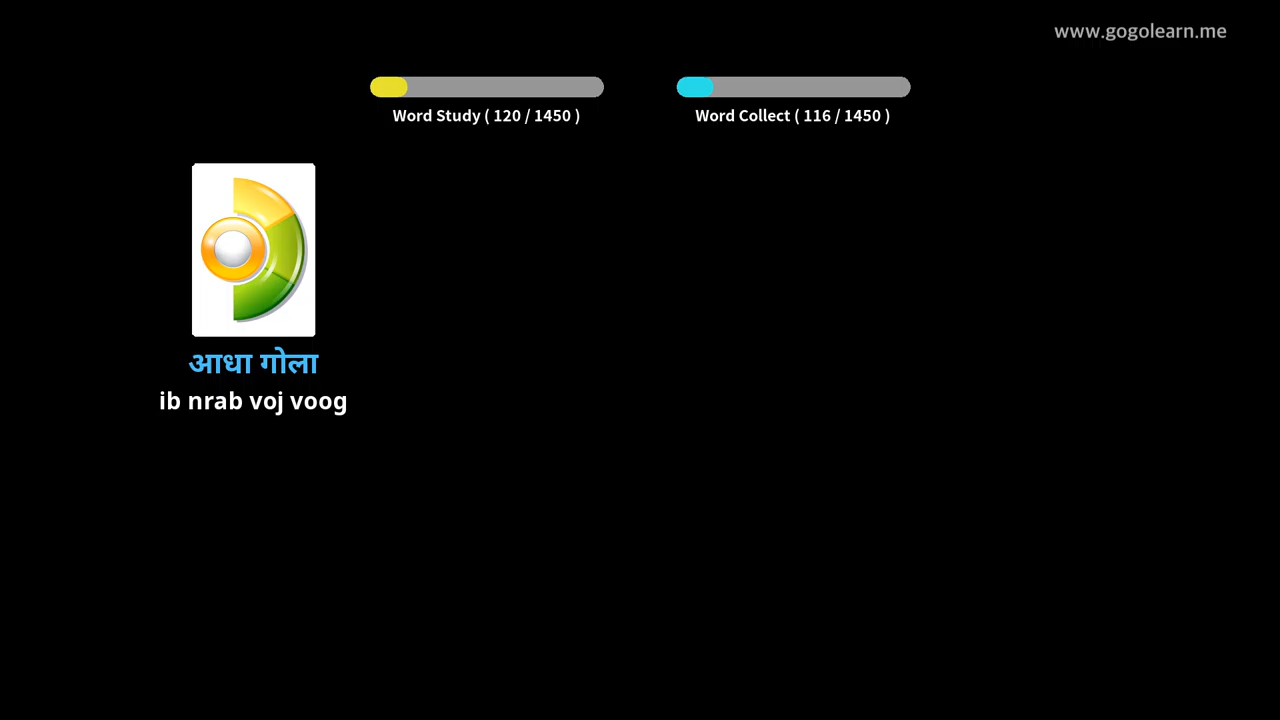 www.gogolearn.me
Word Study ( 120 / 1450 )
Word Collect ( 116 / 1450 )
आधा गोला
ib nrab voj voog